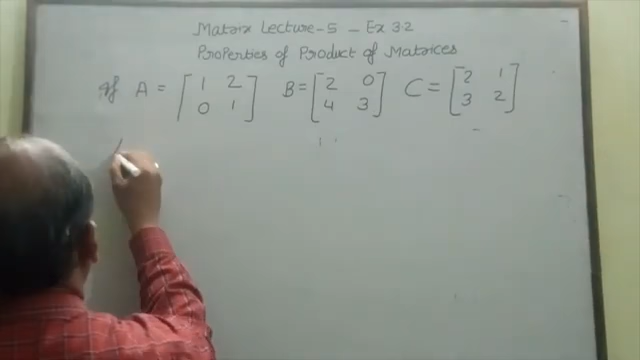 Matrix Lecture-5 - Ex 3.2
Properties of Product of Matrices
If A = [1 2 B = [2 0 C = [2 1
0 1] 4 3] 3 2]